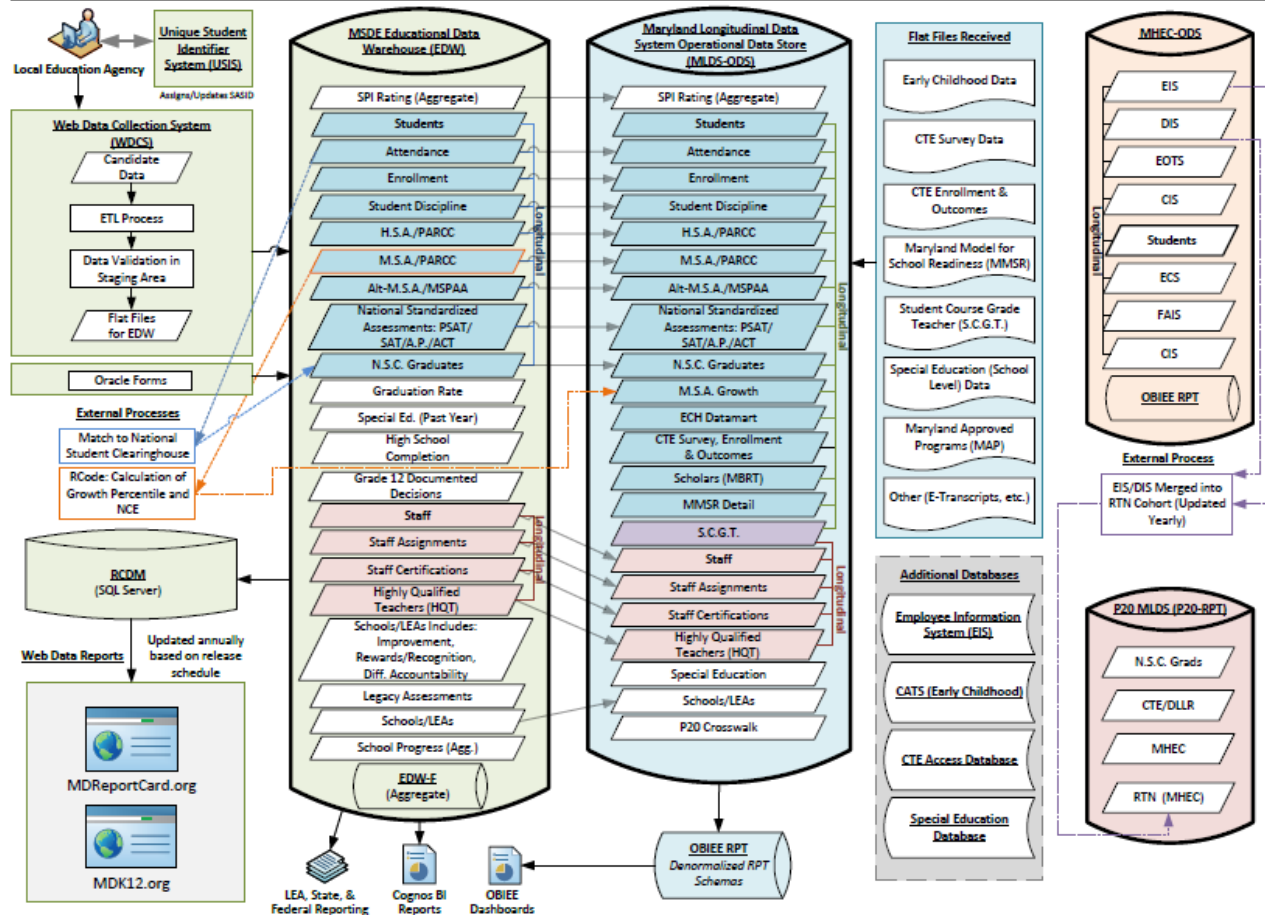 Local Education Agency
Unique Student
Identifier
System (USIS)
Assigns/Updates SASID
Web Data Collection System
(WDCS)
Candidate
Data
ETL Process
Data Validation in
Staging Area
Flat Files
for EDW
Oracle Forms
External Processes
Match to National
Student Clearinghouse
RCode: Calculation of
Growth Percentile and
NCE
RCDM
(SQL Server)
Web Data Reports
Updated annually
based on release
schedule
MDReportCard.org
MDK12.org
MSDE Educational Data
Warehouse (EDW)
SPI Rating (Aggregate)
Students
Attendance
Enrollment
Student Discipline
H.S.A./PARCC
M.S.A./PARCC
Alt-M.S.A./MSPAA
National Standardized
Assessments: PSAT/
SAT/A.P./ACT
N.S.C. Graduates
Longitudinal
Graduation Rate
Special Ed. (Past Year)
High School
Completion
Grade 12 Documented
Decisions
Staff
Staff Assignments
Staff Certifications
Highly Qualified
Teachers (HQT)
Longitudinal
Schools/LEAs Includes:
Improvement,
Rewards/Recognition,
Diff. Accountability
Legacy Assessments
Schools/LEAs
School Progress (Agg.)
EDW-F
(Aggregate)
LEA, State, &
Federal Reporting
Cognos BI
Reports
OBIEE
Dashboards
Maryland Longitudinal Data
System Operational Data Store
(MLDS-ODS)
SPI Rating (Aggregate)
Students
Attendance
Enrollment
Student Discipline
H.S.A./PARCC
M.S.A./PARCC
Alt-M.S.A./MSPAA
National Standardized
Assessments: PSAT/
SAT/A.P./ACT
N.S.C. Graduates
M.S.A. Growth
ECH Datamart
CTE Survey, Enrollment
& Outcomes
Scholars (MBRT)
MMSR Detail
S.C.G.T.
Longitudinal
Staff
Staff Assignments
Staff Certifications
Highly Qualified
Teachers (HQT)
Longitudinal
Special Education
Schools/LEAs
P20 Crosswalk
OBIEE RPT
Denormalized RPT
Schemas
Flat Files Received
Early Childhood Data
CTE Survey Data
CTE Enrollment &
Outcomes
Maryland Model for
School Readiness (MMSR)
Student Course Grade
Teacher (S.C.G.T.)
Special Education (School
Level) Data
Maryland Approved
Programs (MAP)
Other (E-Transcripts, etc.)
Additional Databases
Employee Information
System (EIS)
CATS (Early Childhood)
CTE Access Database
Special Education
Database
MHEC-ODS
EIS
DIS
EOTS
CIS
Students
ECS
FAIS
CIS
Longitudinal
OBIEE RPT
External Process
EIS/DIS Merged into
RTN Cohort (Updated
Yearly)
P20 MLDS (P20-RPT)
N.S.C. Grads
CTE/DLLR
MHEC
RTN (MHEC)